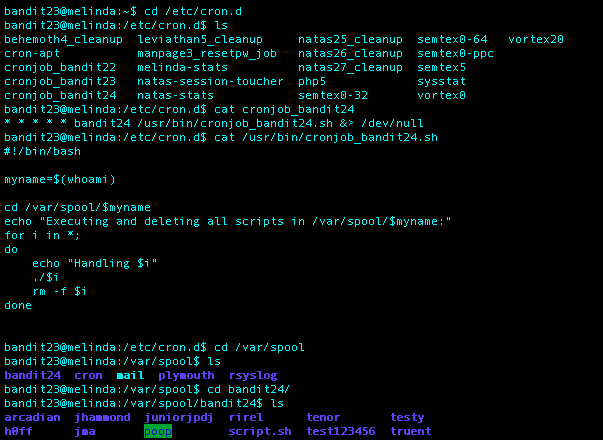 bandit23@melinda:~$ cd /etc/cron.d
bandit23@melinda:/etc/cron.d$ ls
behemoth4_cleanup  leviathan5_cleanup     natas25_cleanup  semtex0-64   vortex20
cron-apt           manpage3_resetpw_job   natas26_cleanup  semtex0-ppc
cronjob_bandit22   melinda-stats          natas27_cleanup  semtex5
cronjob_bandit23   natas-session-toucher  php5             sysstat
cronjob_bandit24   natas-stats            semtex0-32       vortex0
bandit23@melinda:/etc/cron.d$ cat cronjob_bandit24
* * * * * bandit24 /usr/bin/cronjob_bandit24.sh &> /dev/null
bandit23@melinda:/etc/cron.d$ cat /usr/bin/cronjob_bandit24.sh
#!/bin/bash

myname=$(whoami)

cd /var/spool/$myname
echo "Executing and deleting all scripts in /var/spool/$myname:"
for i in *;
do
    echo "Handling $i"
    ./$i
    rm -f $i
done


bandit23@melinda:/etc/cron.d$ cd /var/spool
bandit23@melinda:/var/spool$ ls
bandit24  cron  mail  plymouth  rsyslog
bandit23@melinda:/var/spool$ cd bandit24/
bandit23@melinda:/var/spool/bandit24$ ls
arcadian  jhammond  juniorjpdj  rirel      tenor       testy
h0ff      jma       poop        script.sh  test123456  truent